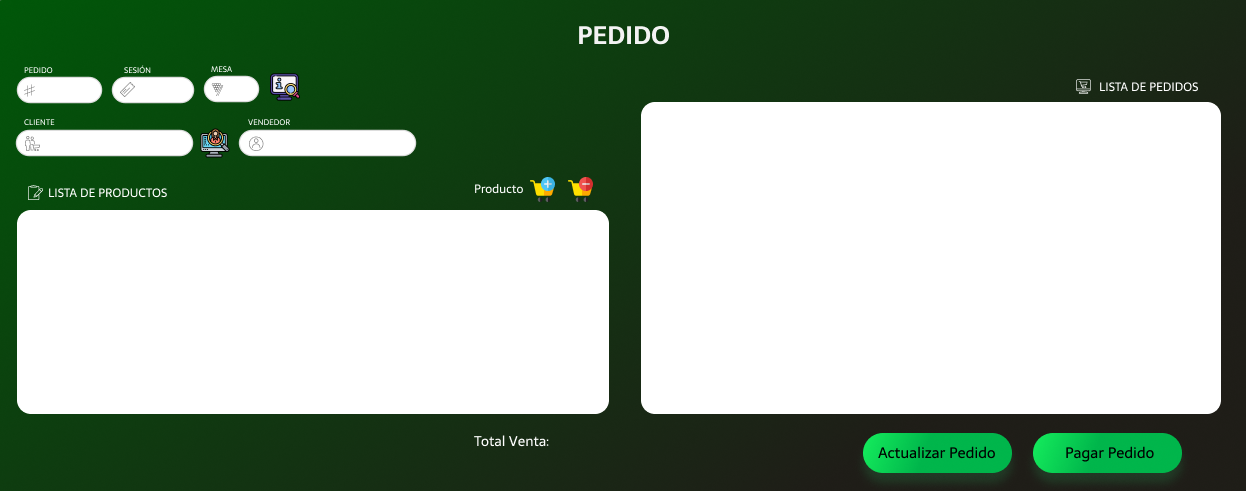 PEDIDO
PEDIDO
SESIÓN
MESA
CLIENTE
VENDEDOR
LISTA DE PRODUCTOS
Producto
LISTA DE PEDIDOS
Total Venta:
Actualizar Pedido
Pagar Pedido